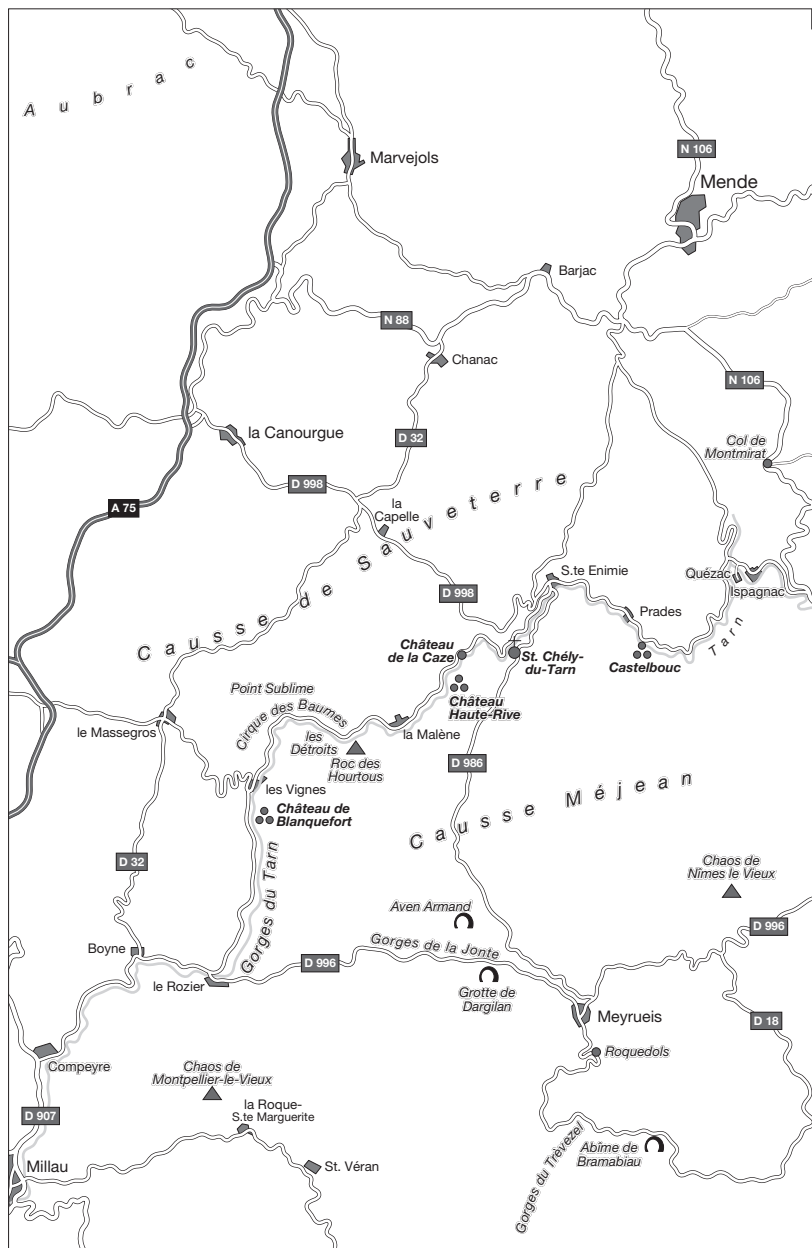 Aubrac
Marvejols
N 106
Mende
Barjac
N 88
Chanac
N 106
la Canourgue
D 32
Col de
Montmirat
D 998
A 75
la
Capelle
Causse de Sauveterre
S.te Enimie
Quézac
Ispagnac
D 998
Prades
Tarn
Château
de la Caze
St. Chély-
du-Tarn
Castelbouc
Point Sublime
Château
Haute-Rive
Cirque des Baumes
le Massegros
la Malène
les
Détroits
Roc des
Hourtous
D 986
les Vignes
Château de
Blanquefort
Causse Méjean
D 32
Chaos de
Nîmes le Vieux
Gorges du Tarn
Aven Armand
D 996
Boyne
Gorges de la Jonte
D 996
le Rozier
Grotte de
Dargilan
Meyrueis
D 18
Roquedols
Compeyre
Chaos de
Montpellier-le-Vieux
la Roque-
S.te Marguerite
D 907
Gorges du Trèvezel
Abîme de
Bramabiau
Millau
St. Véran